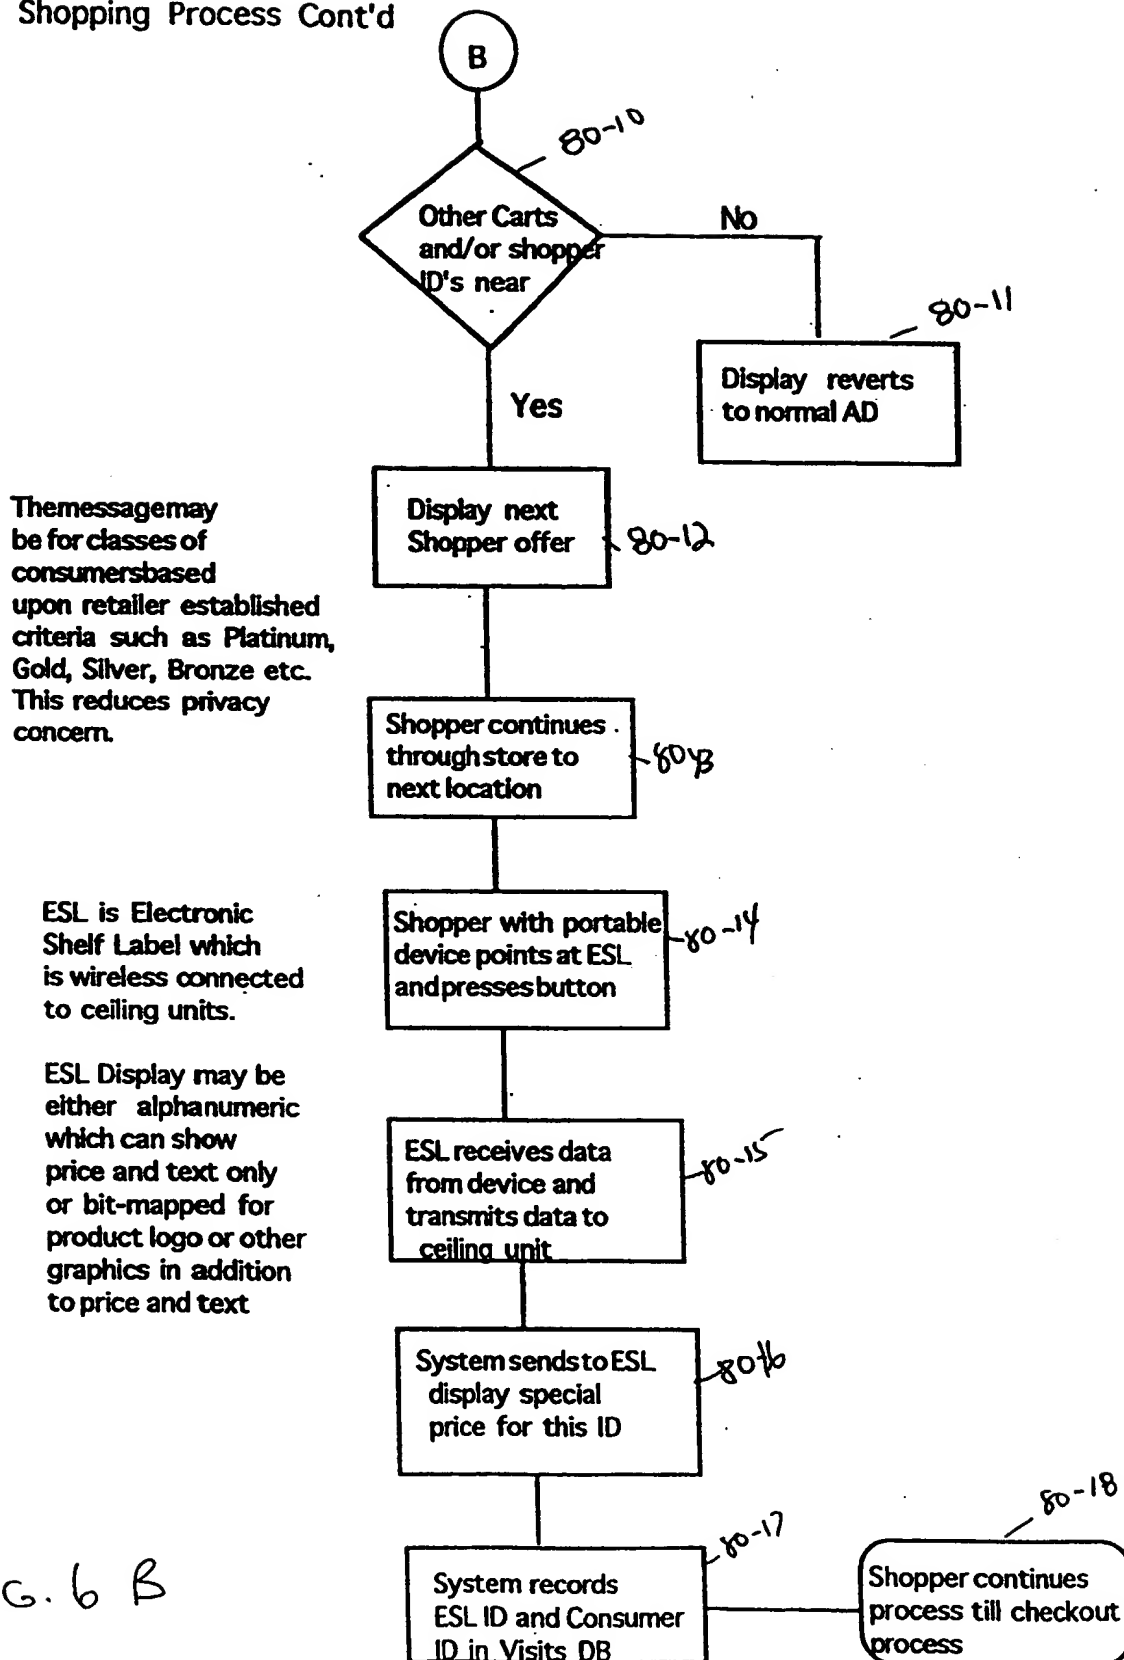 Shopping Process Cont'd
B
80-10
Other Carts
and/or shopper
ID's near
No
80-11
Display reverts
to normal AD
Yes
Display next
Shopper offer
80-12
Themessagemay
be for classes of
consumersbased
upon retailer established
criteria such as Platinum,
Gold, Silver, Bronze etc.
This reduces privacy
concern.
Shopper continues
through store to
next location
80-13
ESL is Electronic
Shelf Label which
is wireless connected
to ceiling units.
Shopper with portable
device points at ESL
and presses button
80-14
ESL Display may be
either alphanumeric
which can show
price and text only
or bit-mapped for
product logo or other
graphics in addition
to price and text
ESL receives data
from device and
transmits data to
ceiling unit
80-15
System sends to ESL
display special
price for this ID
80-16
System records
ESL ID and Consumer
ID in Visits DB
80-17
80-18
Shopper continues
process till checkout
process
G. 6 B